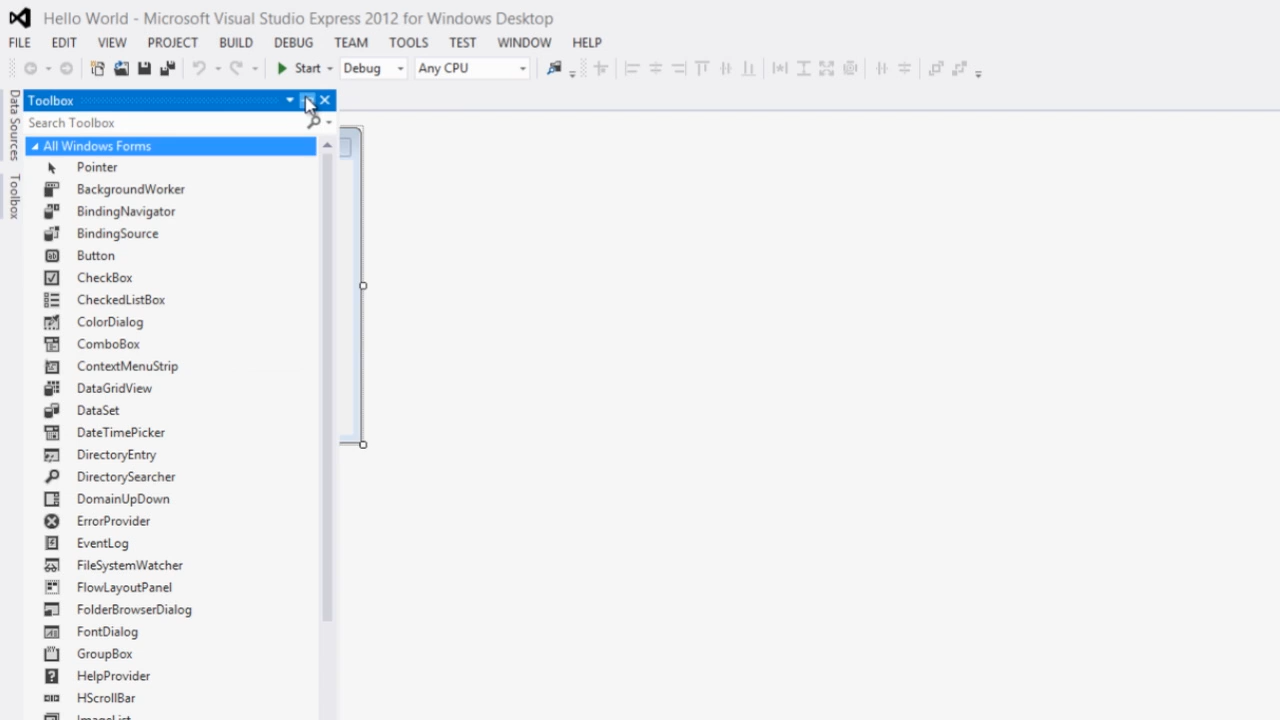 Hello World - Microsoft Visual Studio Express 2012 for Windows Desktop
FILE EDIT VIEW PROJECT BUILD DEBUG TEAM TOOLS TEST WINDOW HELP
Start Debug Any CPU
Data Sources
Toolbox
Toolbox
Search Toolbox
All Windows Forms
Pointer
BackgroundWorker
BindingNavigator
BindingSource
Button
CheckBox
CheckedListBox
ColorDialog
ComboBox
ContextMenuStrip
DataGridView
DataSet
DateTimePicker
DirectoryEntry
DirectorySearcher
DomainUpDown
ErrorProvider
EventLog
FileSystemWatcher
FlowLayoutPanel
FolderBrowserDialog
FontDialog
GroupBox
HelpProvider
HScrollBar
ImageList